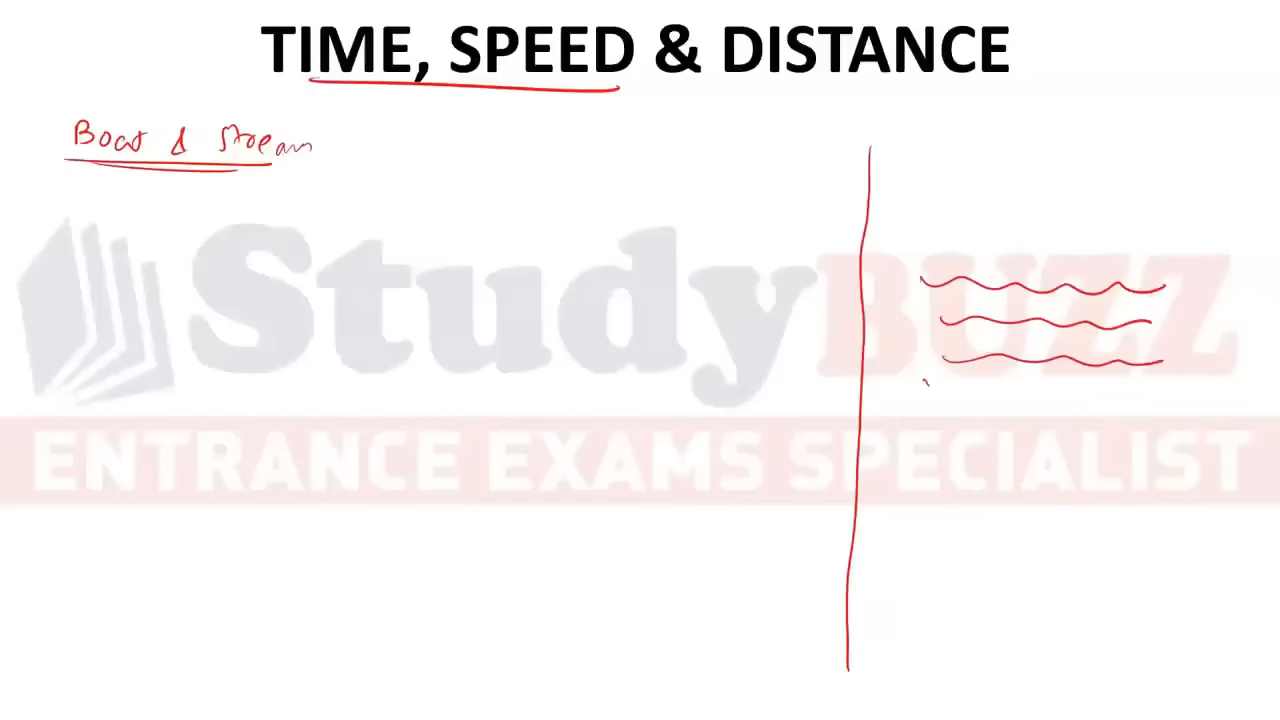 TIME, SPEED & DISTANCE
Boat & Stream
StudyBUZZ
ENTRANCE EXAMS SPECIALIST